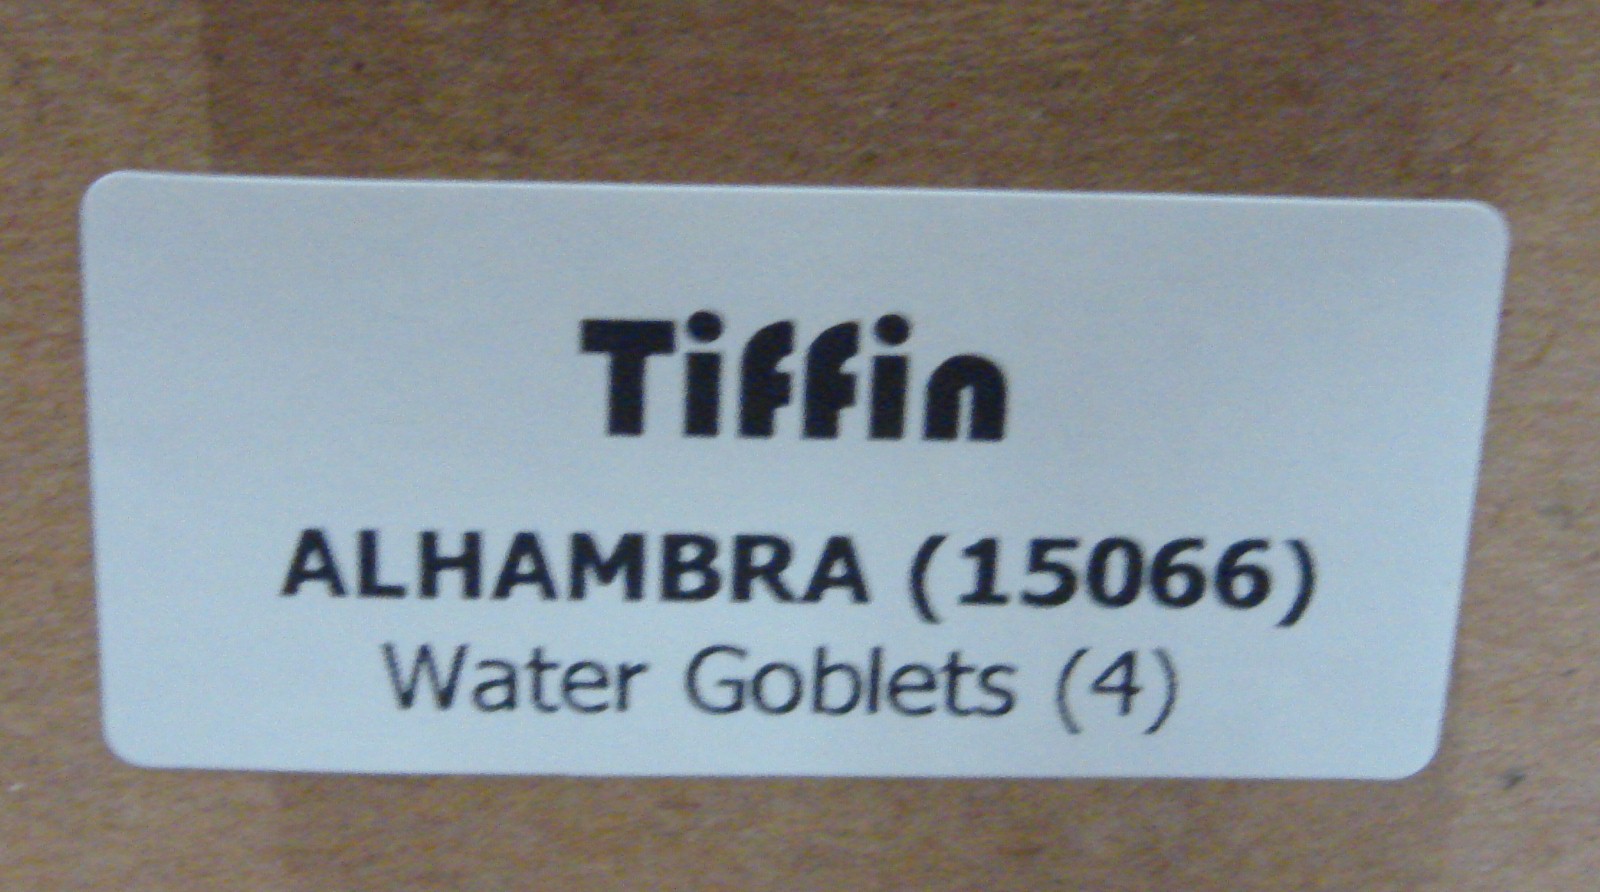 Tiffin
ALHAMBRA (15066)
Water Goblets (4)